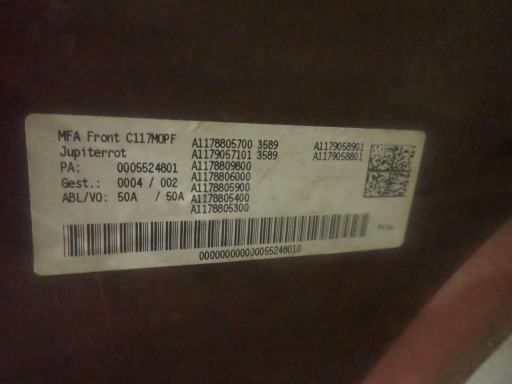 MFA Front C117MOPF A1178805700 3589 A1179058901
Jupiterrot A1179057101 3589 A1179058801
PA: 0005524801 A1178809800
Gest.: 0004 / 002 A1178806000
ABL/VO: 50A / 50A A1178805900
A1178805400
A1178805300
00000000000055248010